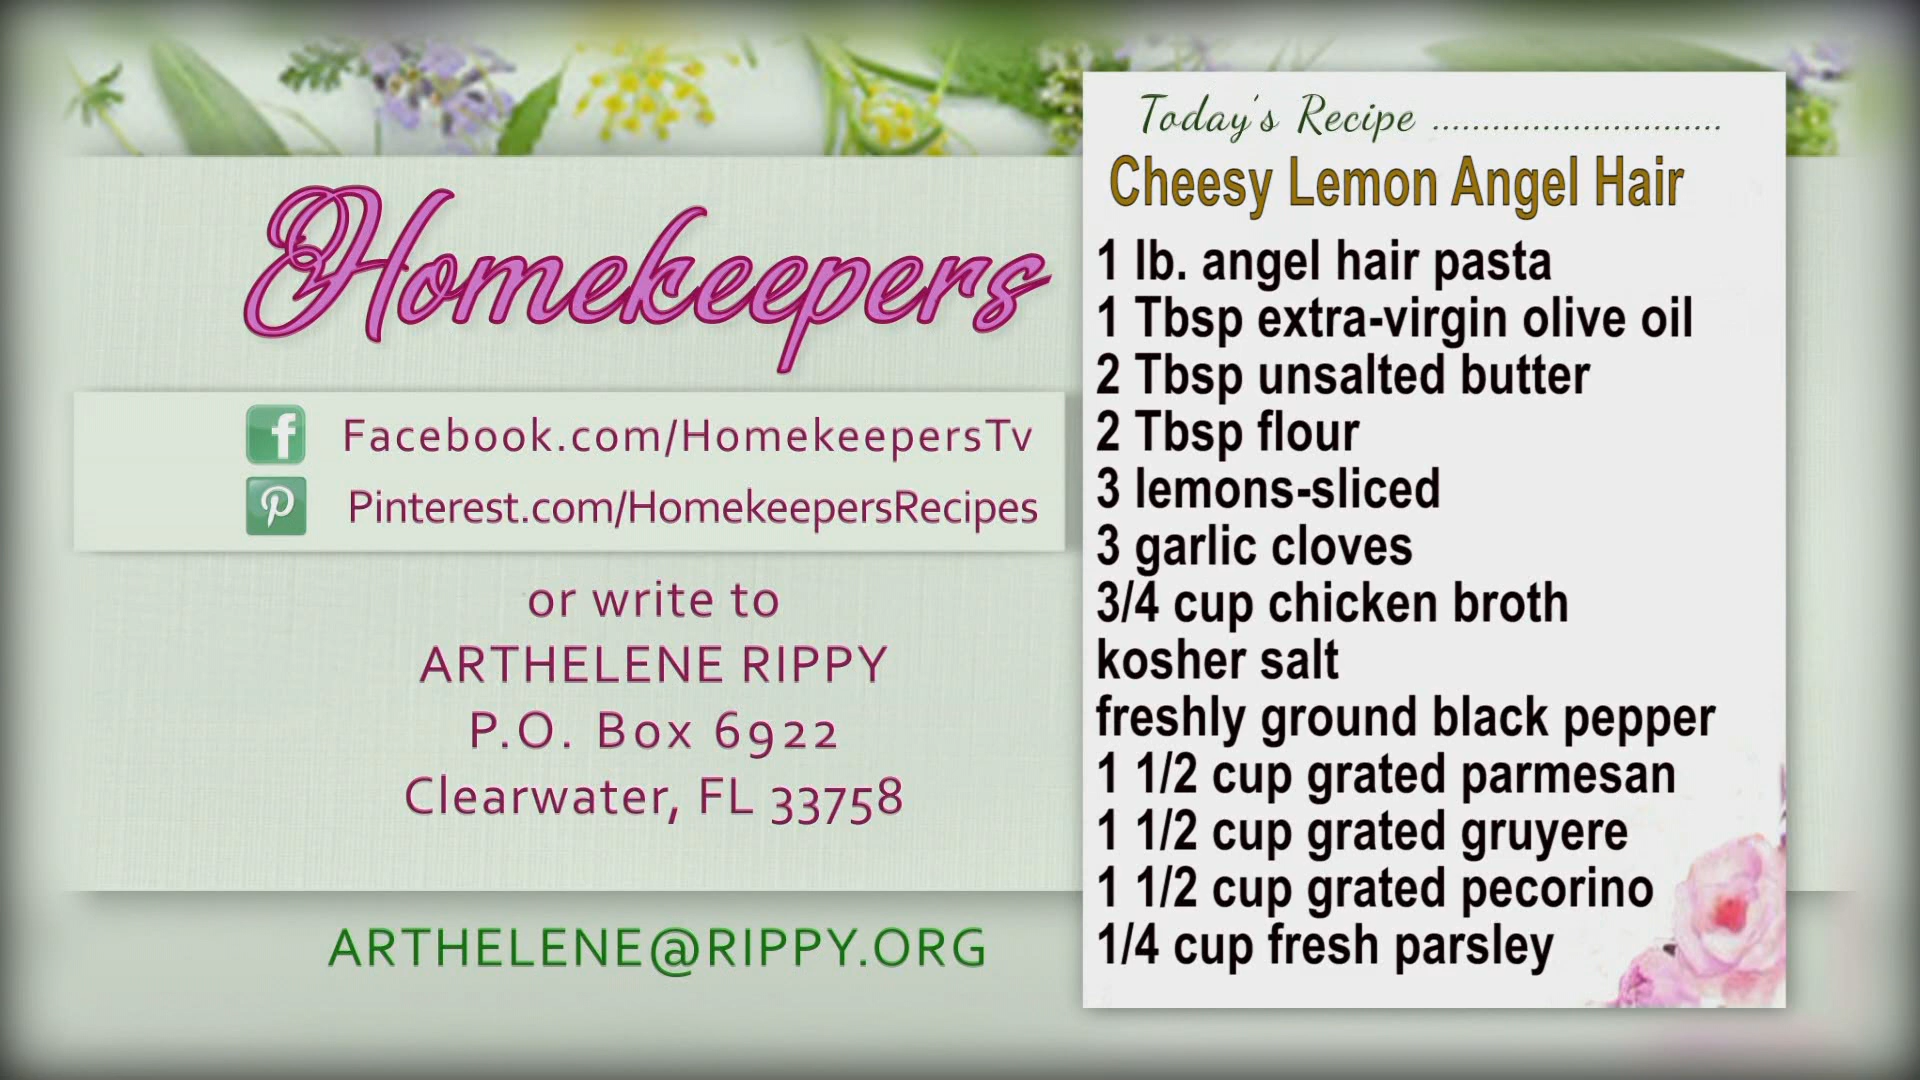 Homekeepers
Facebook.com/HomekeepersTv
Pinterest.com/HomekeepersRecipes
or write to
ARTHELENE RIPPY
P.O. Box 6922
Clearwater, FL 33758
ARTHELENE@RIPPY.ORG
Today's Recipe .............................
Cheesy Lemon Angel Hair
1 lb. angel hair pasta
1 Tbsp extra-virgin olive oil
2 Tbsp unsalted butter
2 Tbsp flour
3 lemons-sliced
3 garlic cloves
3/4 cup chicken broth
kosher salt
freshly ground black pepper
1 1/2 cup grated parmesan
1 1/2 cup grated gruyere
1 1/2 cup grated pecorino
1/4 cup fresh parsley